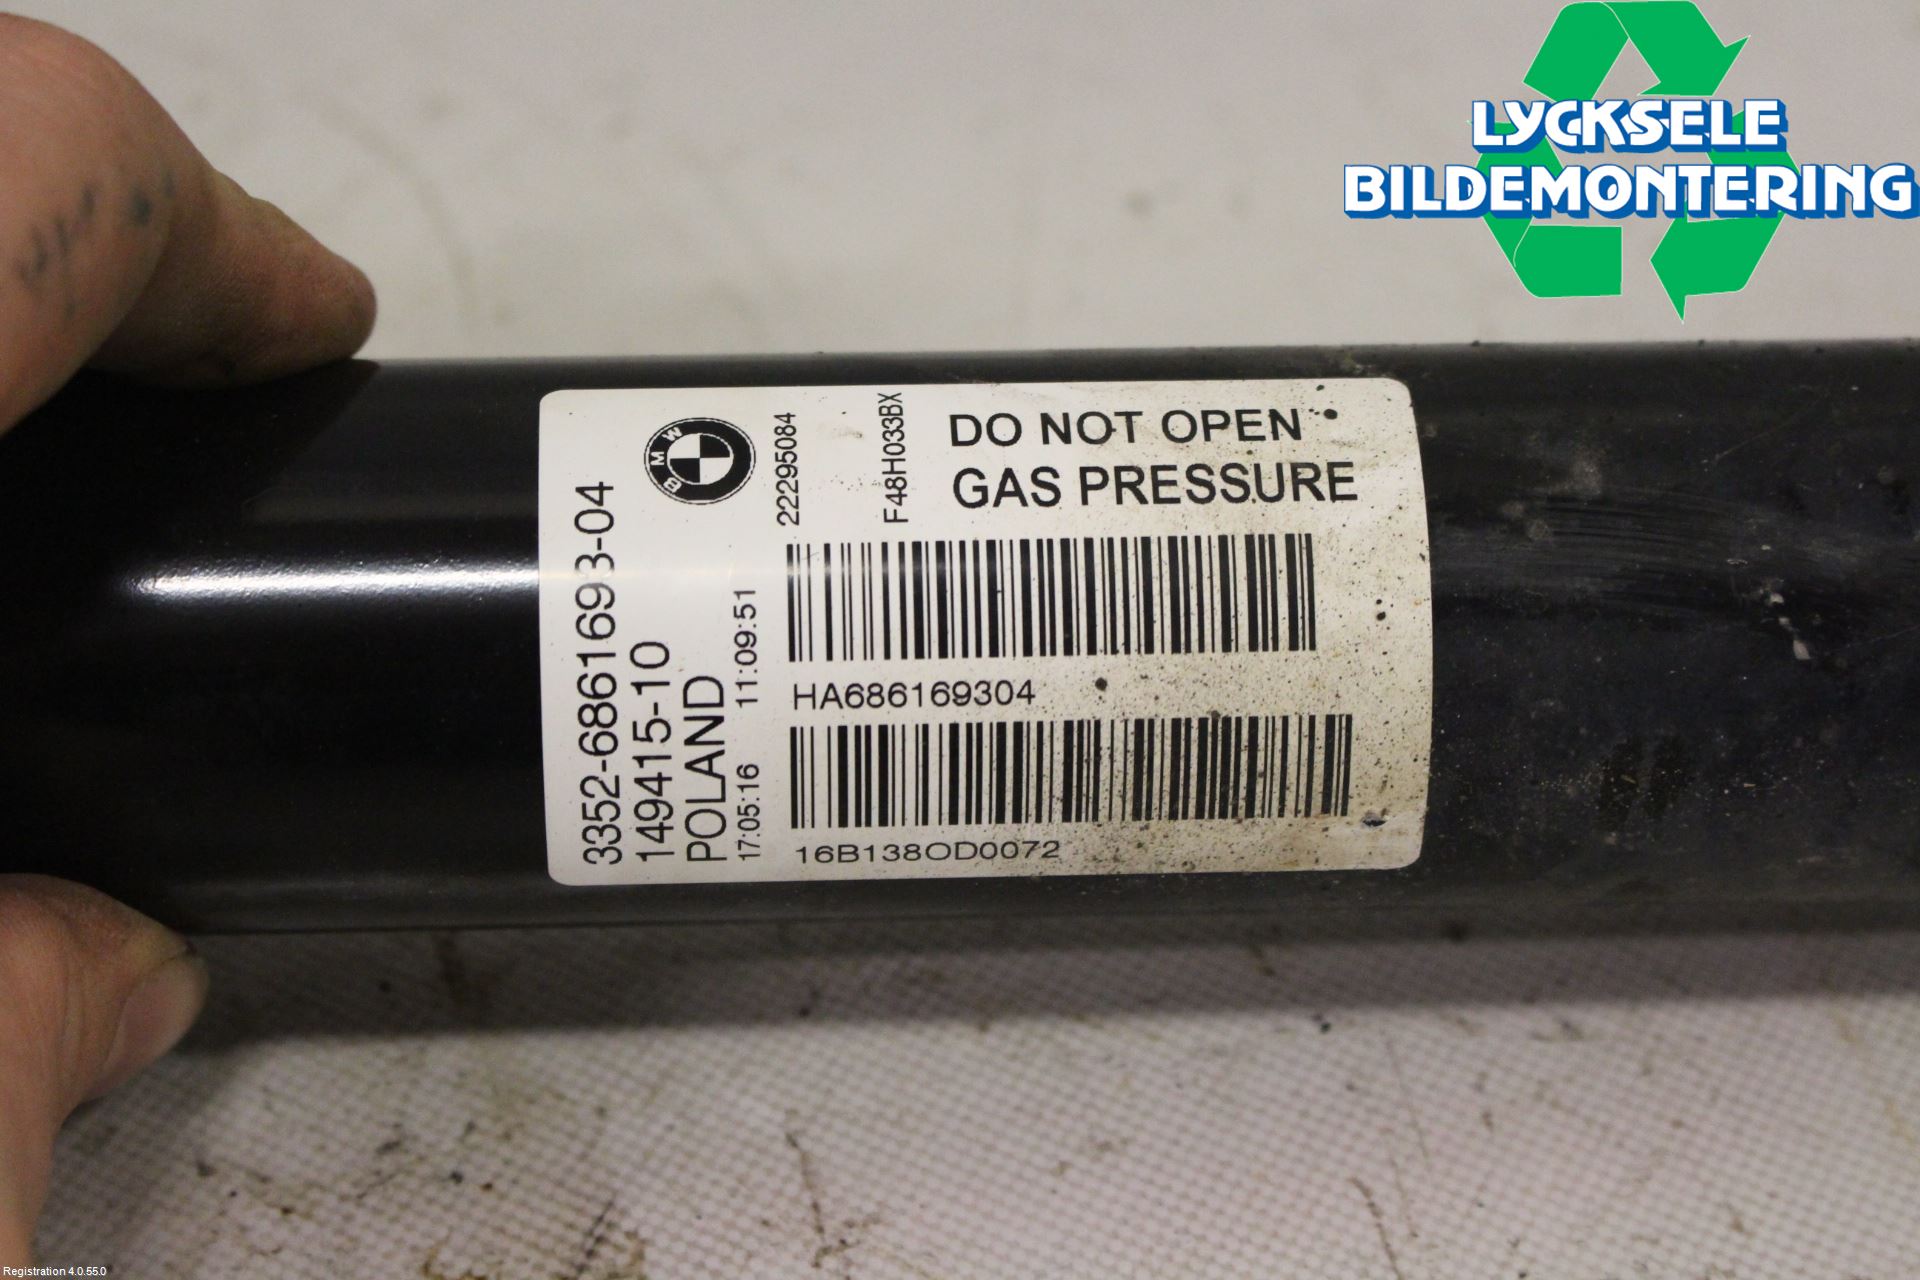 LYCKSELE
BILDEMONTERING
3352-6861693-04
149415-10
POLAND
17:05:16 11:09:51
BMW
22295084
F48H033BX
DO NOT OPEN
GAS PRESSURE
HA686169304
16B138OD0072
Registration 4.0.55.0